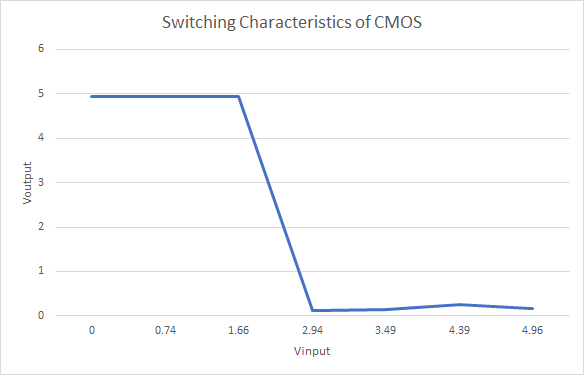 Switching Characteristics of CMOS
6
5
4
3
2
1
0
Voutput
0 0.74 1.66 2.94 3.49 4.39 4.96
Vinput